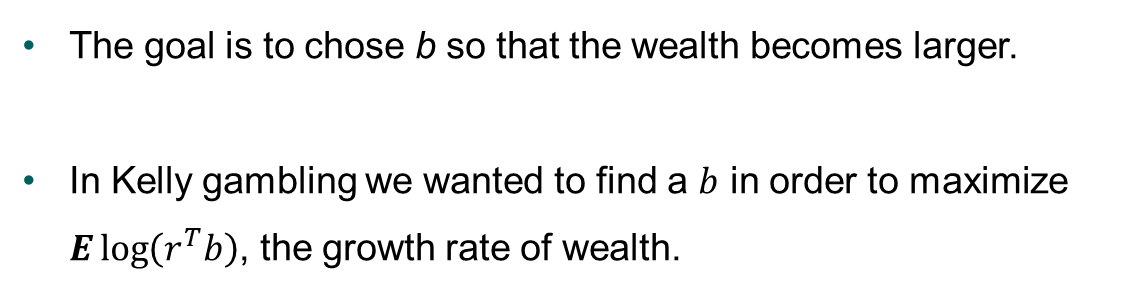 • The goal is to chose b so that the wealth becomes larger.
• In Kelly gambling we wanted to find a b in order to maximize
E log(rᵀb), the growth rate of wealth.